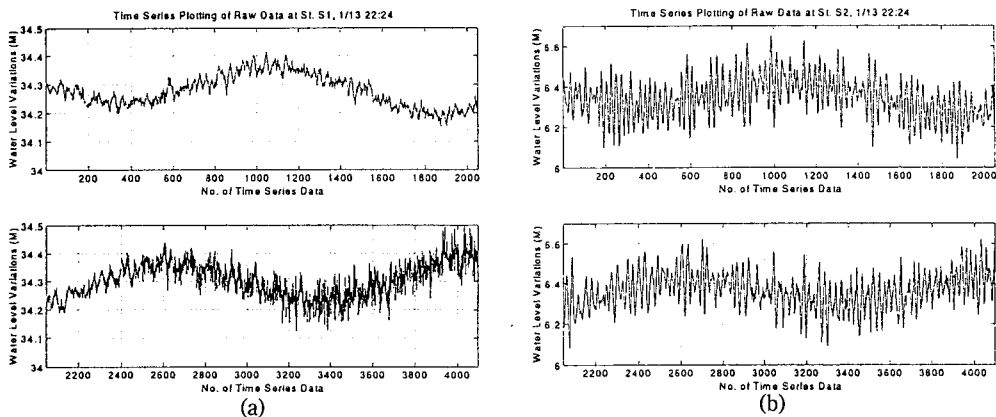 Time Series Plotting of Raw Data at St. S1, 1/13 22:24
34.5
34.4
34.3
34.2
34.1
34
Water Level Variations (M)
200 400 600 800 1000 1200 1400 1600 1800 2000
No. of Time Series Data
34.5
34.4
34.3
34.2
34.1
34
Water Level Variations (M)
2200 2400 2600 2800 3000 3200 3400 3600 3800 4000
No. of Time Series Data
(a)
Time Series Plotting of Raw Data at St. S2, 1/13 22:24
6.6
6.4
6.2
6
Water Level Variations (M)
200 400 600 800 1000 1200 1400 1600 1800 2000
No. of Time Series Data
6.6
6.4
6.2
6
Water Level Variations (M)
2200 2400 2600 2800 3000 3200 3400 3600 3800 4000
No. of Time Series Data
(b)